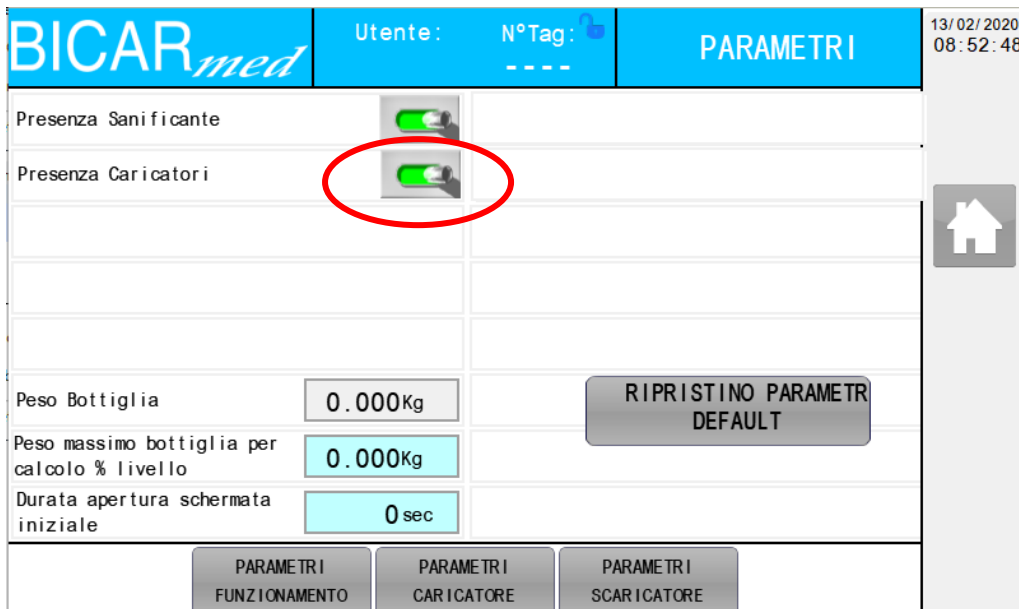 BICARmed
Utente:
N°Tag:
----
PARAMETRI
13/02/2020
08:52:48
Presenza Sanificante
Presenza Caricatori
Peso Bottiglia
0.000Kg
RIPRISTINO PARAMETR
DEFAULT
Peso massimo bottiglia per
calcolo % livello
0.000Kg
Durata apertura schermata
iniziale
0 sec
PARAMETRI
FUNZIONAMENTO
PARAMETRI
CARICATORE
PARAMETRI
SCARICATORE